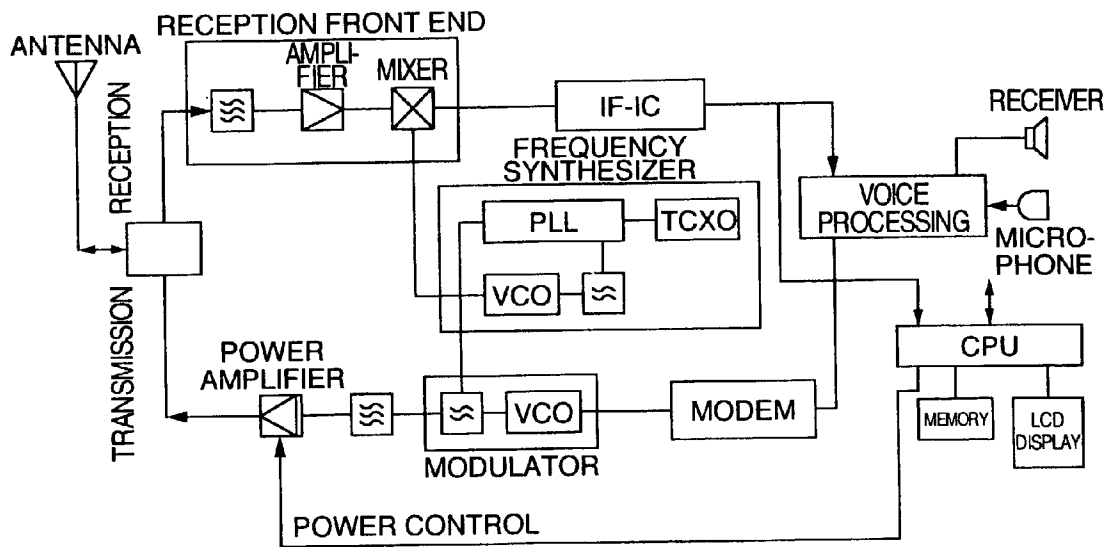 RECEPTION FRONT END
ANTENNA
AMPLI-
FIER
MIXER
RECEPTION
IF-IC
RECEIVER
FREQUENCY
SYNTHESIZER
PLL
TCXO
VOICE
PROCESSING
MICRO-
PHONE
VCO
TRANSMISSION
POWER
AMPLIFIER
CPU
VCO
MODEM
MEMORY
LCD
DISPLAY
MODULATOR
POWER CONTROL